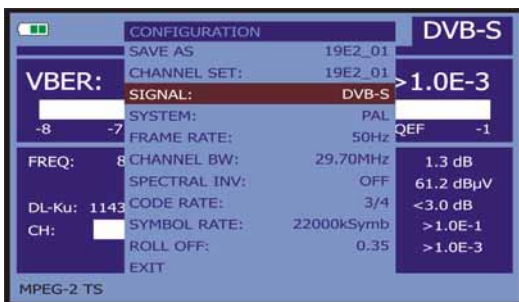 CONFIGURATION DVB-S
SAVE AS 19E2_01
VBER: CHANNEL SET: 19E2_01 >1.0E-3
SIGNAL: DVB-S
SYSTEM: PAL
-8 -7 FRAME RATE: 50Hz QEF -1
FREQ: 8 CHANNEL BW: 29.70MHz 1.3 dB
SPECTRAL INV: OFF 61.2 dBµV
DL-Ku: 1143 CODE RATE: 3/4 <3.0 dB
CH: SYMBOL RATE: 22000kSymb >1.0E-1
ROLL OFF: 0.35 >1.0E-3
EXIT
MPEG-2 TS